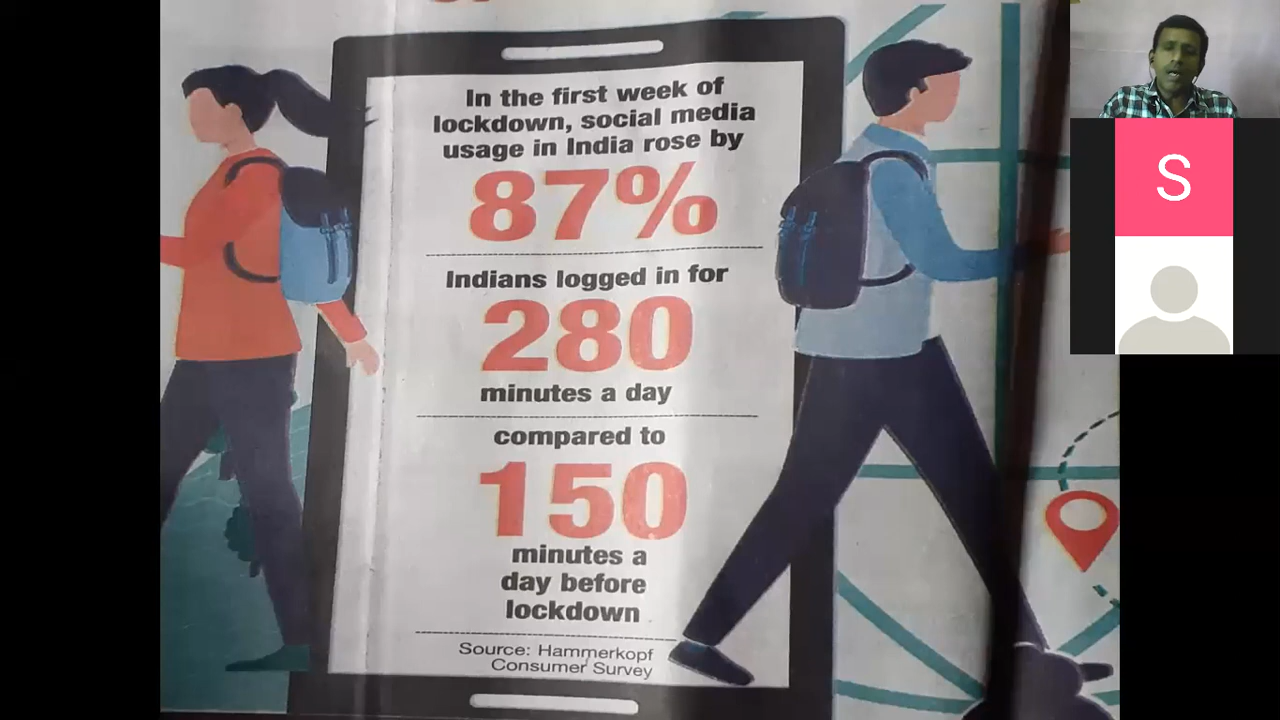 In the first week of
lockdown, social media
usage in India rose by
87%
Indians logged in for
280
minutes a day
compared to
150
minutes a
day before
lockdown
Source: Hammerkopf
Consumer Survey
S